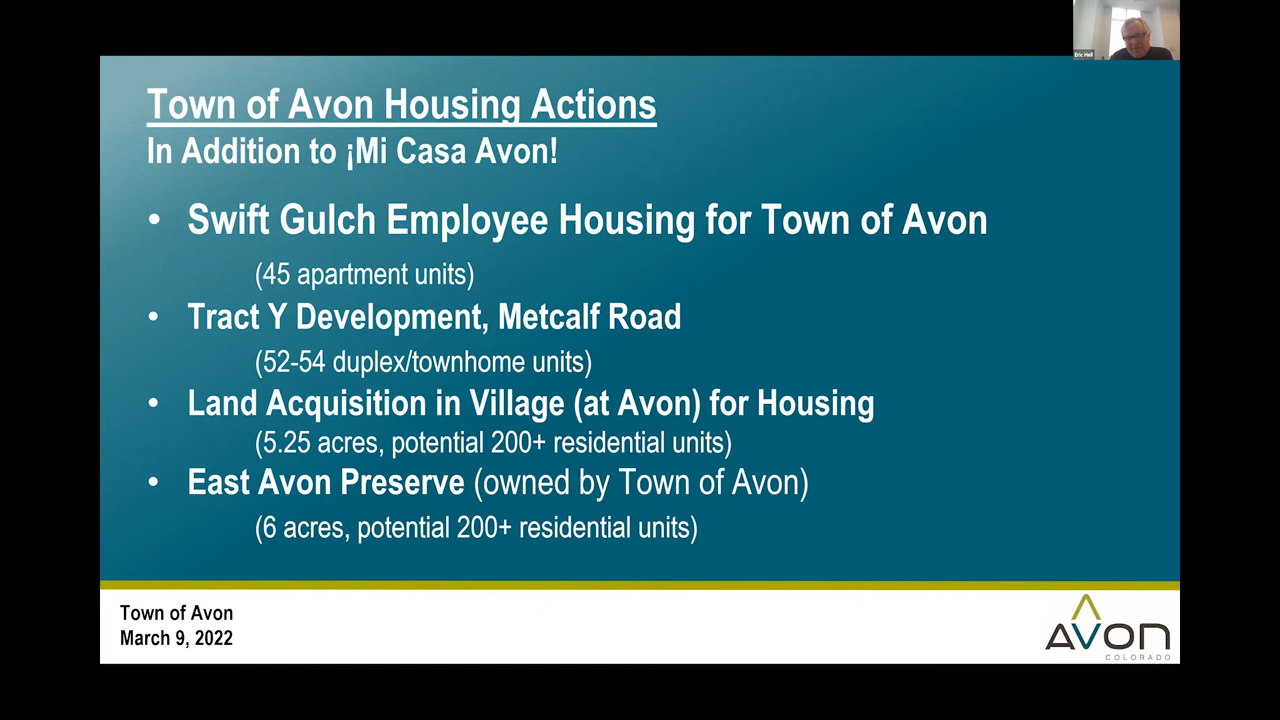 Eric Heil
Town of Avon Housing Actions
In Addition to ¡Mi Casa Avon!
• Swift Gulch Employee Housing for Town of Avon
(45 apartment units)
• Tract Y Development, Metcalf Road
(52-54 duplex/townhome units)
• Land Acquisition in Village (at Avon) for Housing
(5.25 acres, potential 200+ residential units)
• East Avon Preserve (owned by Town of Avon)
(6 acres, potential 200+ residential units)
Town of Avon
March 9, 2022
AVON
COLORADO